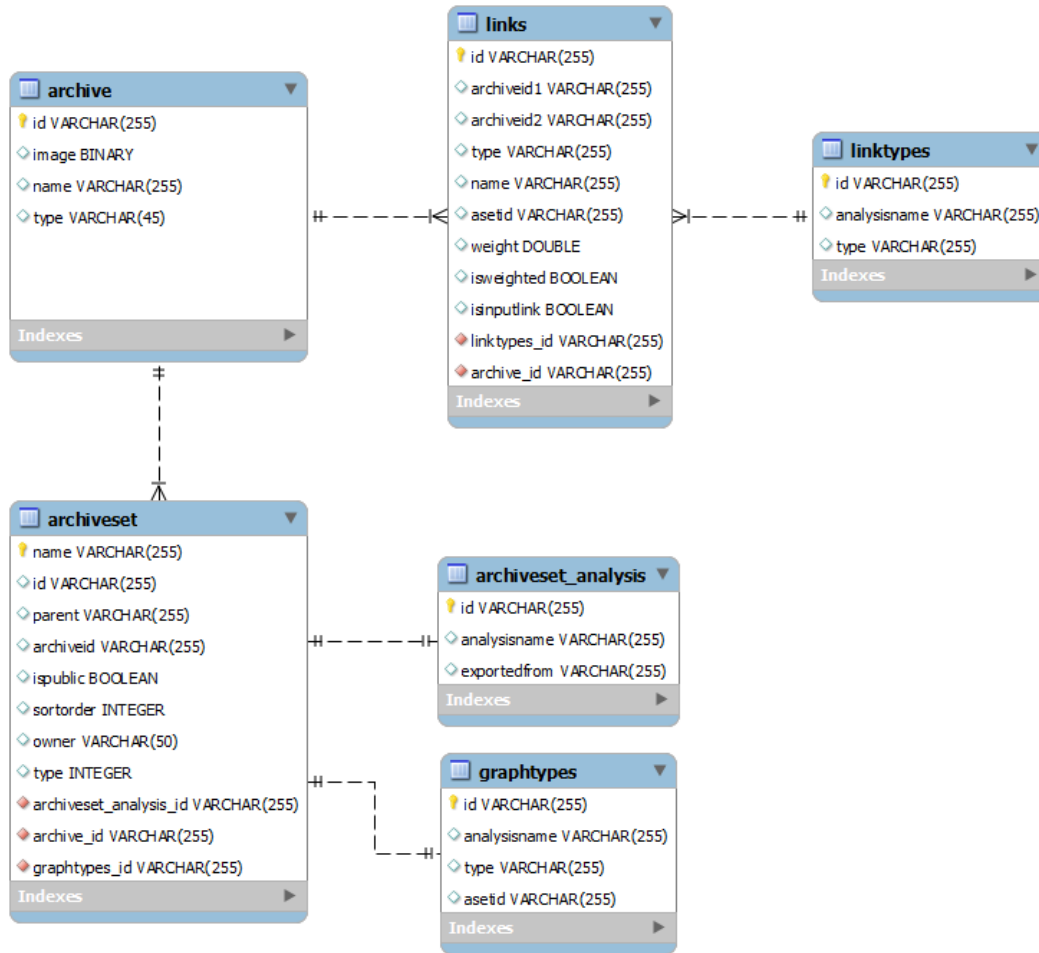 links
id VARCHAR(255)
archiveid1 VARCHAR(255)
archiveid2 VARCHAR(255)
type VARCHAR(255)
name VARCHAR(255)
asetid VARCHAR(255)
weight DOUBLE
isweighted BOOLEAN
isinputlink BOOLEAN
linktypes_id VARCHAR(255)
archive_id VARCHAR(255)
Indexes
archive
id VARCHAR(255)
image BINARY
name VARCHAR(255)
type VARCHAR(45)
Indexes
linktypes
id VARCHAR(255)
analysisname VARCHAR(255)
type VARCHAR(255)
Indexes
archiveset
name VARCHAR(255)
id VARCHAR(255)
parent VARCHAR(255)
archiveid VARCHAR(255)
ispublic BOOLEAN
sortorder INTEGER
owner VARCHAR(50)
type INTEGER
archiveset_analysis_id VARCHAR(255)
archive_id VARCHAR(255)
graphtypes_id VARCHAR(255)
Indexes
archiveset_analysis
id VARCHAR(255)
analysisname VARCHAR(255)
exportedfrom VARCHAR(255)
Indexes
graphtypes
id VARCHAR(255)
analysisname VARCHAR(255)
type VARCHAR(255)
asetid VARCHAR(255)
Indexes